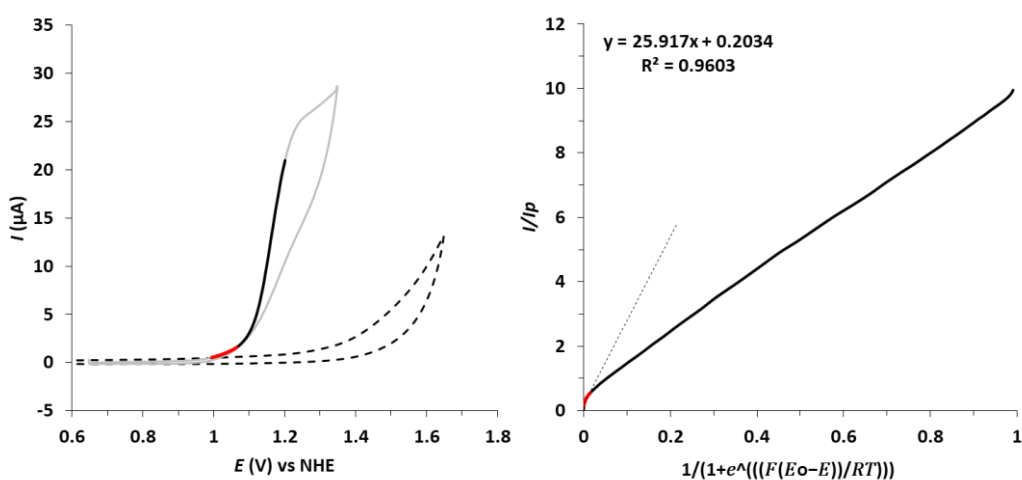 35
30
25
20
15
10
5
0
-5
I (µA)
0.6 0.8 1 1.2 1.4 1.6 1.8
E (V) vs NHE
y = 25.917x + 0.2034
R² = 0.9603
12
10
8
6
4
2
0
I/Ip
0 0.2 0.4 0.6 0.8 1
1/(1+e^(((F(Eo−E))/RT)))